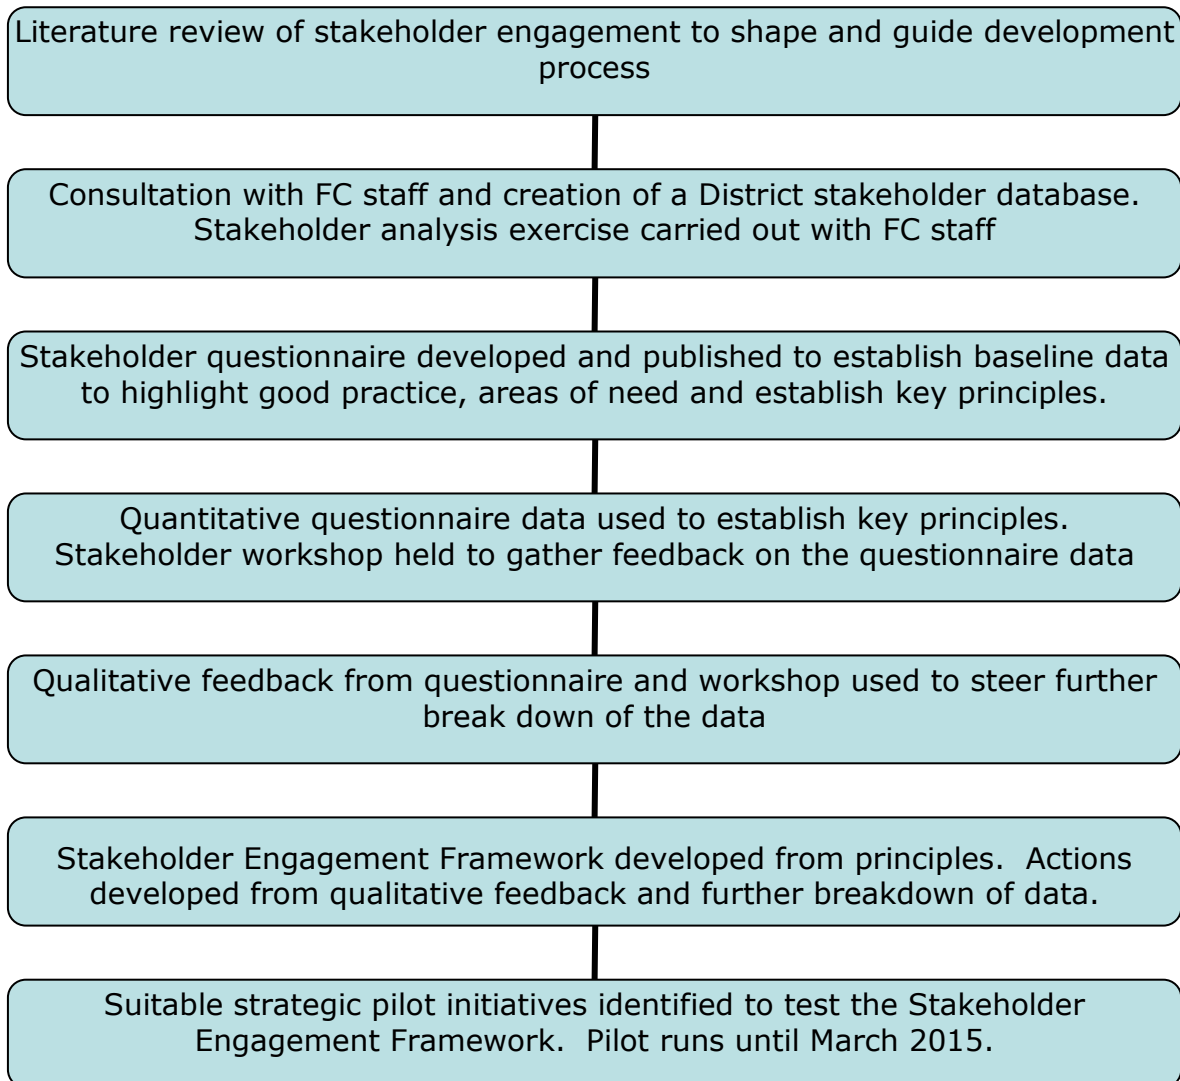 Literature review of stakeholder engagement to shape and guide development
process
Consultation with FC staff and creation of a District stakeholder database.
Stakeholder analysis exercise carried out with FC staff
Stakeholder questionnaire developed and published to establish baseline data
to highlight good practice, areas of need and establish key principles.
Quantitative questionnaire data used to establish key principles.
Stakeholder workshop held to gather feedback on the questionnaire data
Qualitative feedback from questionnaire and workshop used to steer further
break down of the data
Stakeholder Engagement Framework developed from principles.  Actions
developed from qualitative feedback and further breakdown of data.
Suitable strategic pilot initiatives identified to test the Stakeholder
Engagement Framework.  Pilot runs until March 2015.